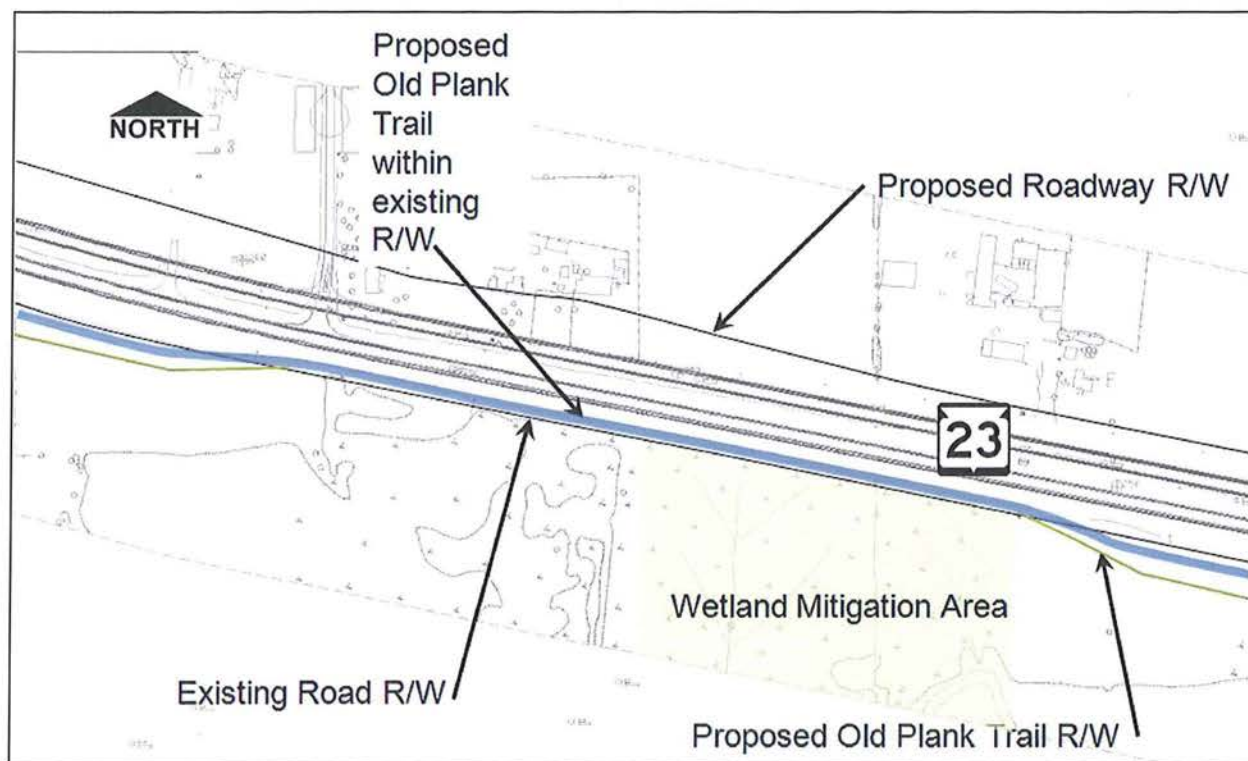 Proposed
Old Plank
Trail
within
existing
R/W
NORTH
Proposed Roadway R/W
23
Wetland Mitigation Area
Existing Road R/W
Proposed Old Plank Trail R/W